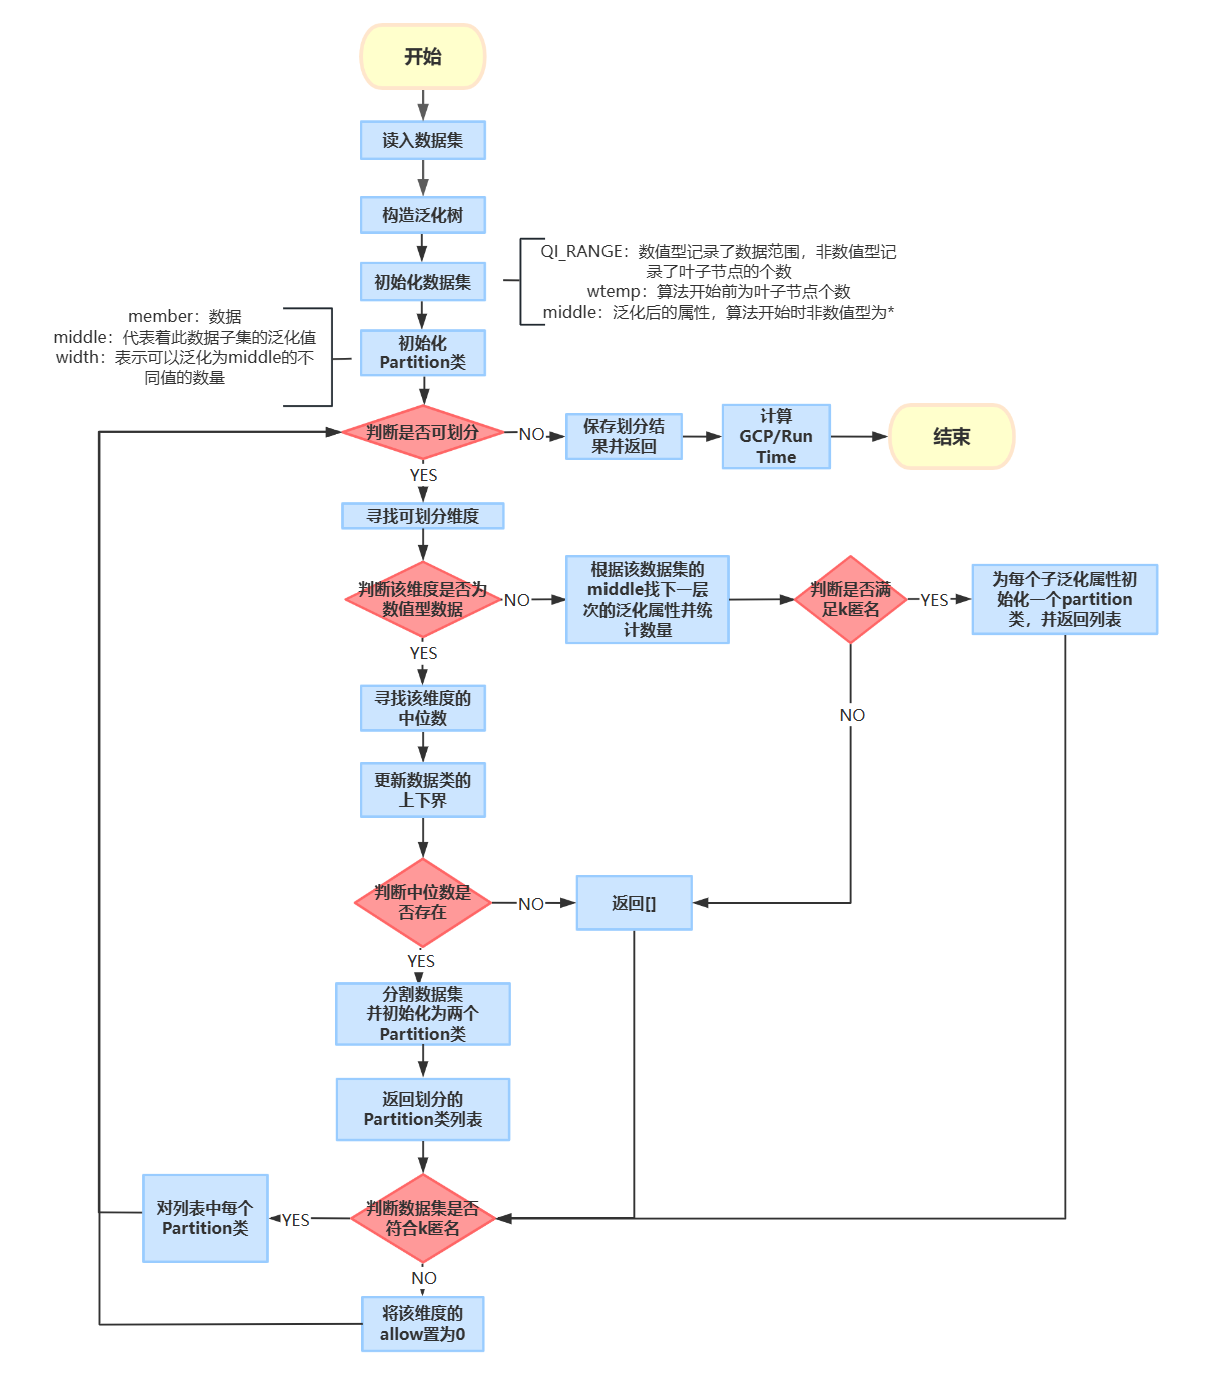 开始
读入数据集
构造泛化树
初始化数据集
QI_RANGE：数值型记录了数据范围，非数值型记
录了叶子节点的个数
wtemp：算法开始前为叶子节点个数
middle：泛化后的属性，算法开始时非数值型为*
member：数据
middle：代表着此数据子集的泛化值
width：表示可以泛化为middle的不
同值的数量
初始化
Partition类
判断是否可划分
NO
保存划分结
果并返回
计算
GCP/Run
Time
结束
YES
寻找可划分维度
判断该维度是否为
数值型数据
NO
根据该数据集的
middle找下一层
次的泛化属性并统
计数量
判断是否满
足k匿名
YES
为每个子泛化属性初
始化一个partition
类，并返回列表
YES
寻找该维度的
中位数
NO
更新数据类的
上下界
判断中位数是
否存在
NO
返回[]
YES
分割数据集
并初始化为两个
Partition类
返回划分的
Partition类列表
对列表中每个
Partition类
YES
判断数据集是否
符合k匿名
NO
将该维度的
allow置为0